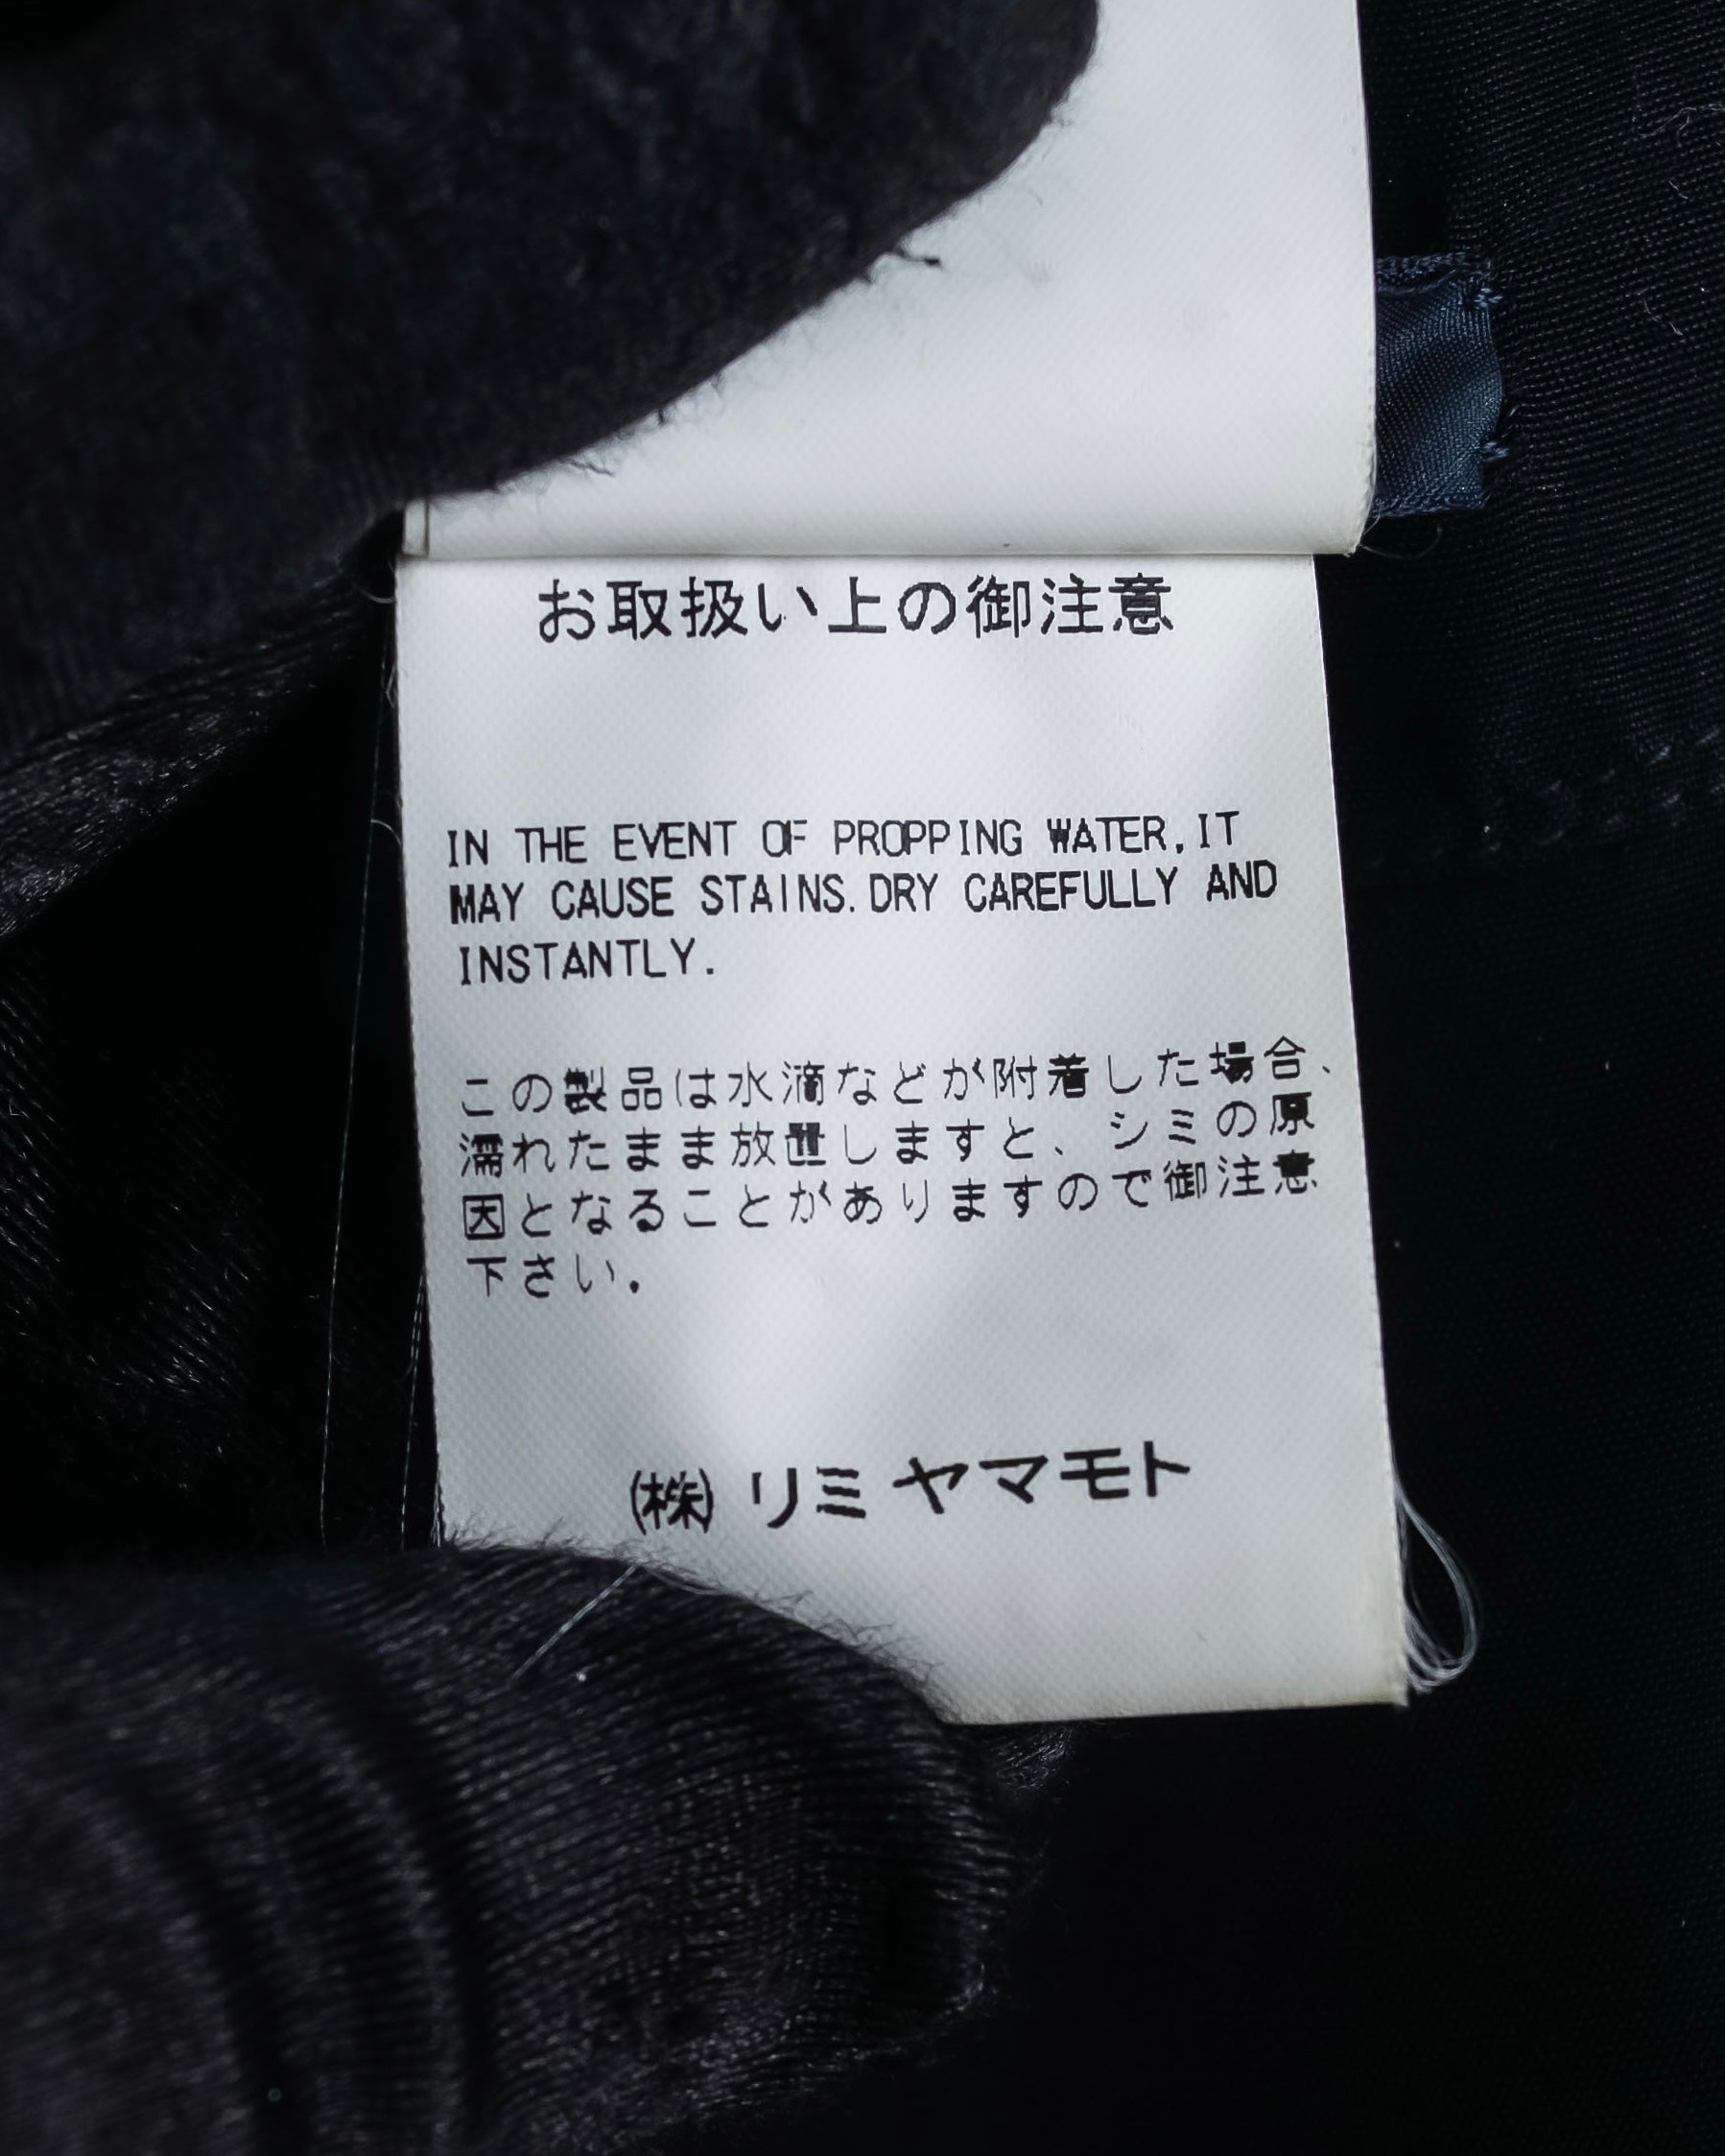 お取扱い上の御注意
IN THE EVENT OF PROPPING WATER, IT
MAY CAUSE STAINS. DRY CAREFULLY AND
INSTANTLY.
この製品は水滴などが附着した場合、
濡れたまま放置しますと、シミの原
因となることがありますので御注意
下さい.
㈱ リミ ヤマモト